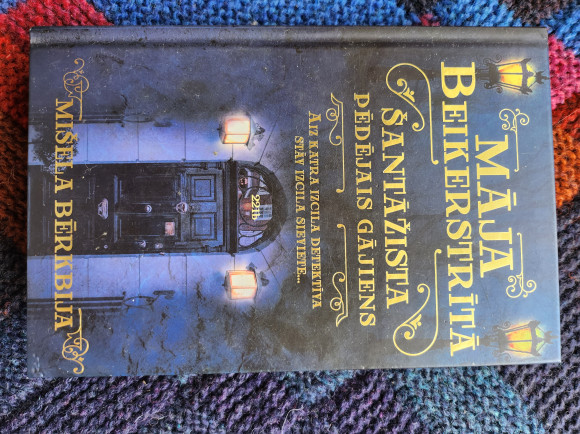 MĀJA
BEIKERSTRĪTĀ
ŠANTĀŽISTA
PĒDĒJAIS GĀJIENS
AIZ KATRA IZCILA DETEKTĪVA
STĀV IZCILA SIEVIETE...
221B
MIŠELA BĒRKBIJA